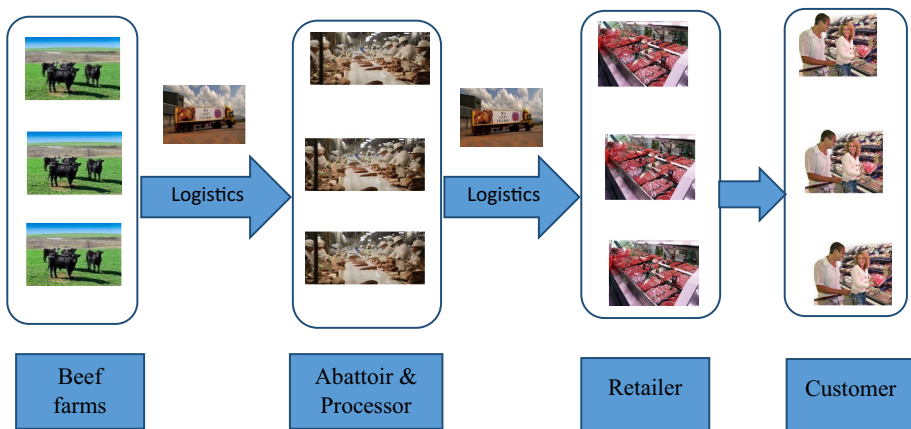 Logistics
Logistics
Beef
farms
Abattoir &
Processor
Retailer
Customer